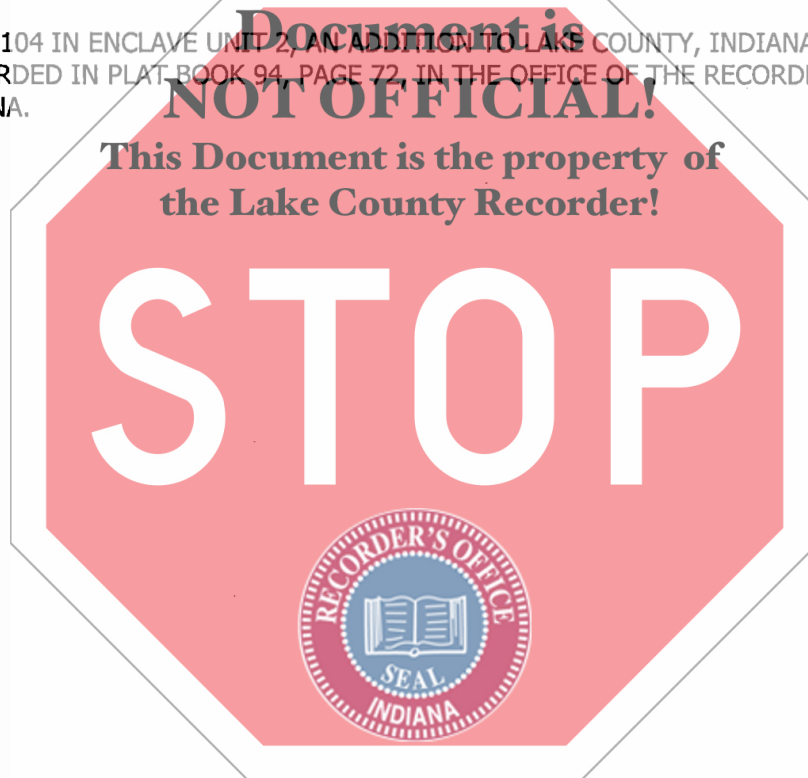 Document is
104 IN ENCLAVE UNIT 2, AN ADDITION TO LAKE COUNTY, INDIANA
RDED IN PLAT BOOK 94, PAGE 72, IN THE OFFICE OF THE RECORD
NOT OFFICIAL!
NA.
This Document is the property of
the Lake County Recorder!
STOP
RECORDER'S OFFICE
SEAL
INDIANA